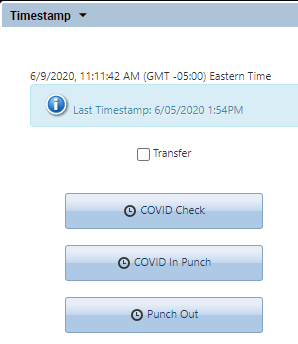 Timestamp
6/9/2020, 11:11:42 AM (GMT -05:00) Eastern Time
Last Timestamp: 6/05/2020 1:54PM
Transfer
COVID Check
COVID In Punch
Punch Out